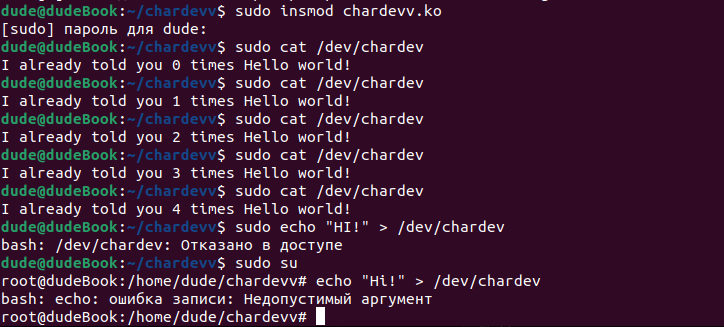 dude@dudeBook:~/chardevv$ sudo insmod chardevv.ko
[sudo] пароль для dude:
dude@dudeBook:~/chardevv$ sudo cat /dev/chardev
I already told you 0 times Hello world!
dude@dudeBook:~/chardevv$ sudo cat /dev/chardev
I already told you 1 times Hello world!
dude@dudeBook:~/chardevv$ sudo cat /dev/chardev
I already told you 2 times Hello world!
dude@dudeBook:~/chardevv$ sudo cat /dev/chardev
I already told you 3 times Hello world!
dude@dudeBook:~/chardevv$ sudo cat /dev/chardev
I already told you 4 times Hello world!
dude@dudeBook:~/chardevv$ sudo echo "HI!" > /dev/chardev
bash: /dev/chardev: Отказано в доступе
dude@dudeBook:~/chardevv$ sudo su
root@dudeBook:/home/dude/chardevv# echo "Hi!" > /dev/chardev
bash: echo: ошибка записи: Недопустимый аргумент
root@dudeBook:/home/dude/chardevv#